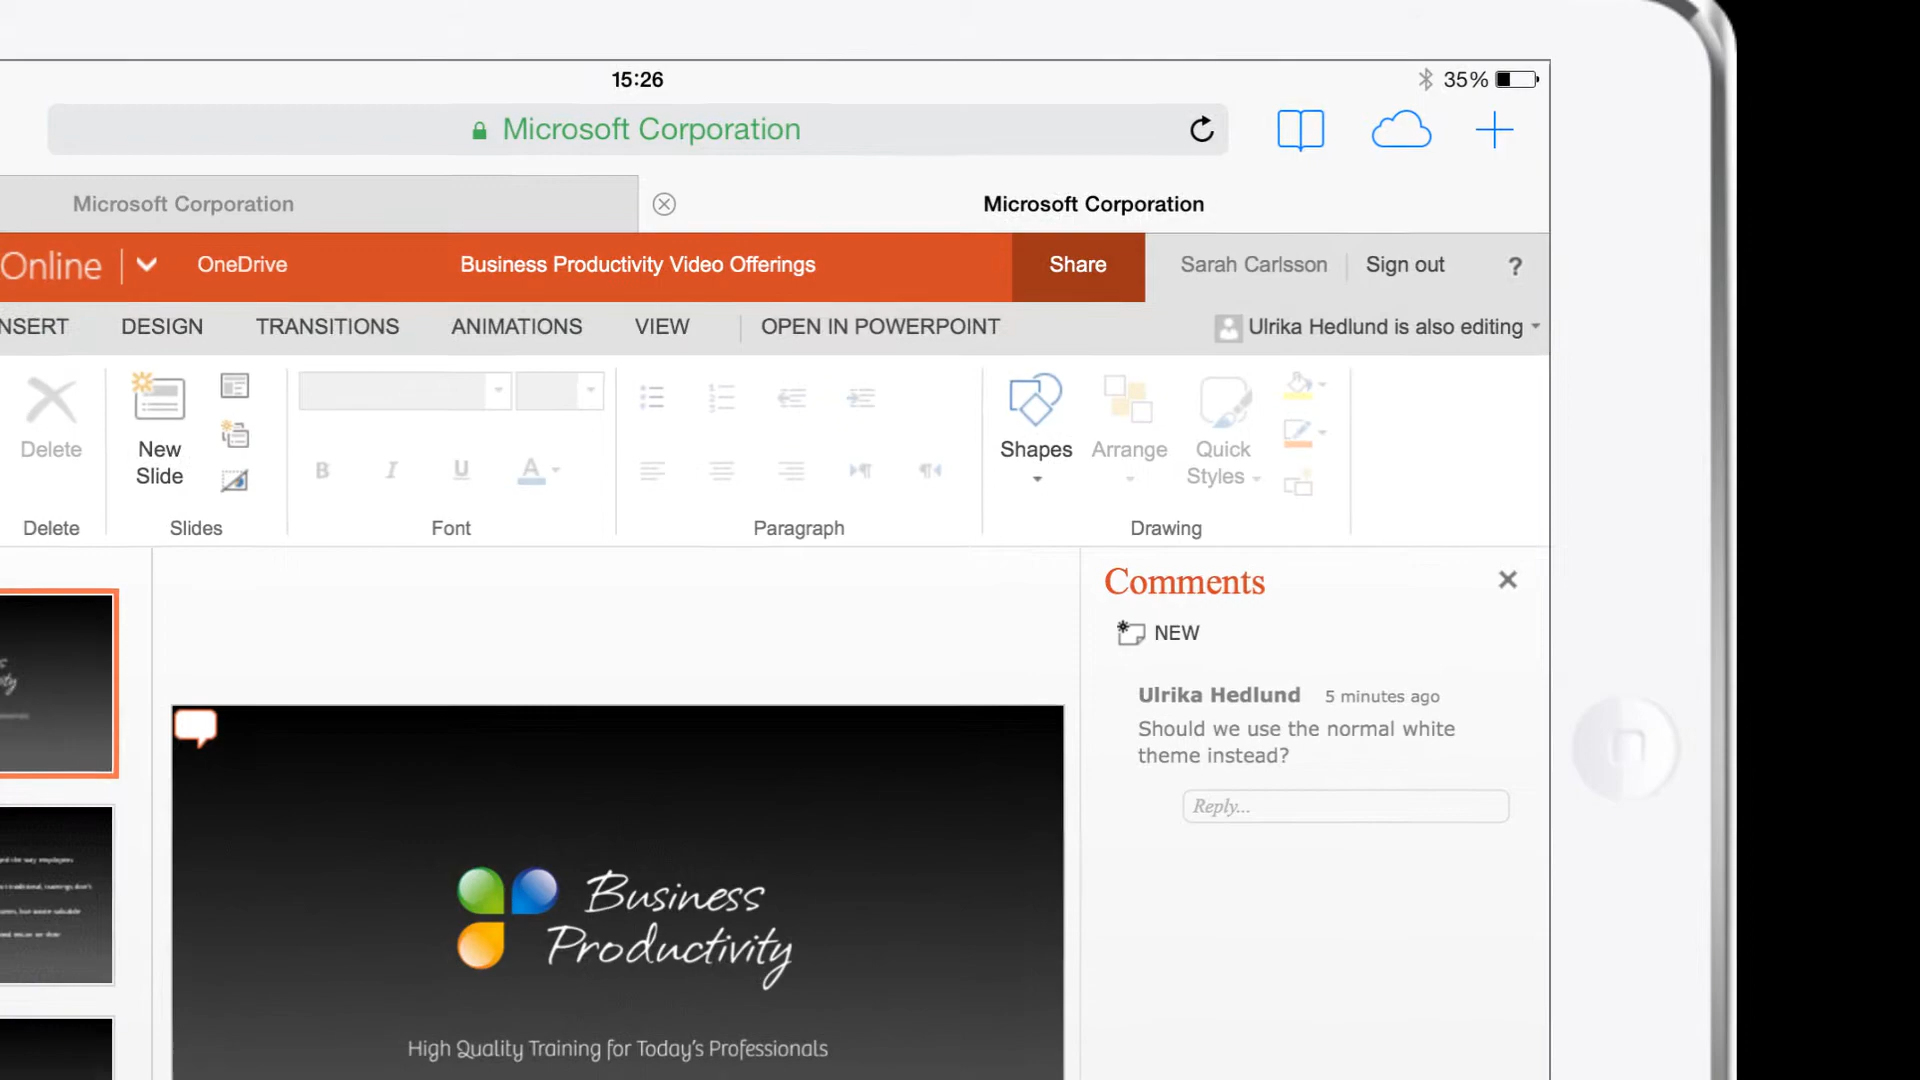 15:26
35%
Microsoft Corporation
Microsoft Corporation
Microsoft Corporation
Online
OneDrive
Business Productivity Video Offerings
Share
Sarah Carlsson
Sign out
?
NSERT
DESIGN
TRANSITIONS
ANIMATIONS
VIEW
OPEN IN POWERPOINT
Ulrika Hedlund is also editing
Delete
New
Slide
B
I
U
A
Shapes
Arrange
Quick
Styles
Delete
Slides
Font
Paragraph
Drawing
Comments
NEW
Ulrika Hedlund 5 minutes ago
Should we use the normal white
theme instead?
Reply...
Business
Productivity
High Quality Training for Today's Professionals